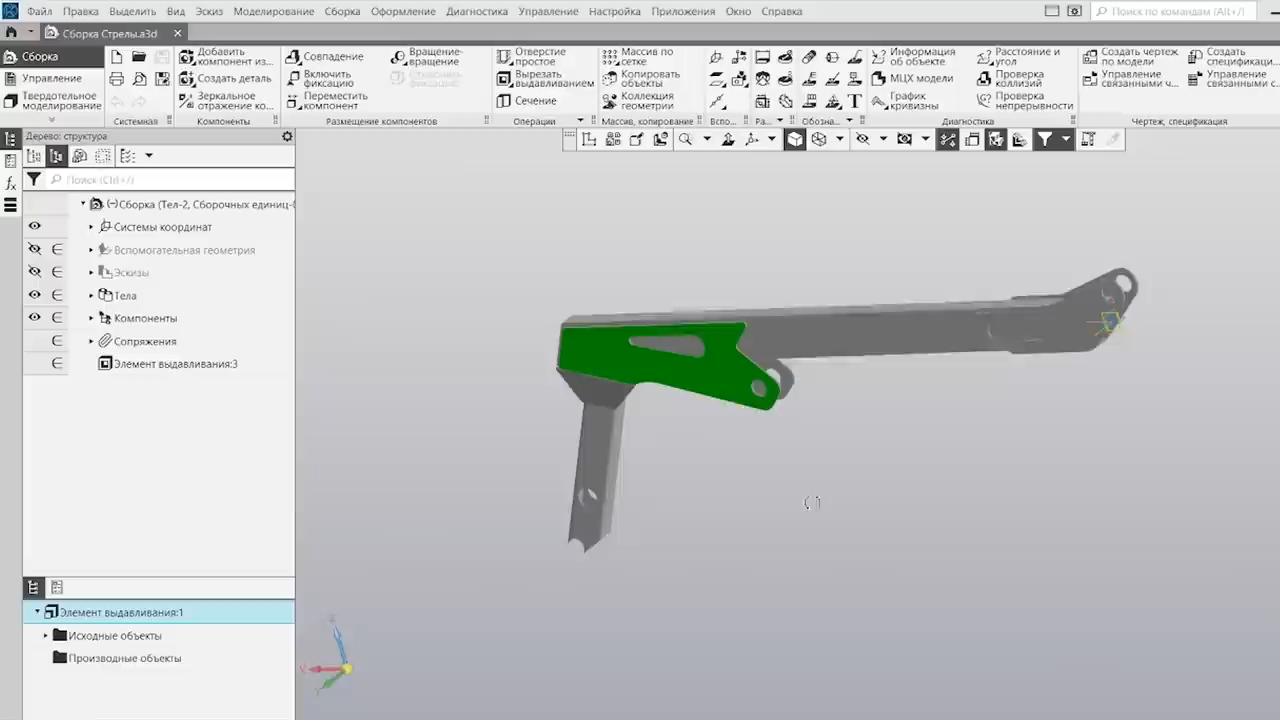 Файл Правка Выделить Вид Эскиз Моделирование Сборка Оформление Диагностика Управление Настройка Приложения Окно Справка
Поиск по командам (Alt+/)
Сборка Стрелы.a3d
Сборка
Управление
Твердотельное моделирование
Системная
Добавить компонент из...
Создать деталь
Зеркальное отражение ко...
Компоненты
Совпадение
Включить фиксацию
Переместить компонент
Вращение-вращение
Размещение компонентов
Отверстие простое
Вырезать выдавливанием
Сечение
Операции
Массив по сетке
Копировать объекты
Коллекция геометрии
Массив, копирование
Вспо...
Ра...
Обозна...
Информация об объекте
МЦХ модели
График кривизны
Расстояние и угол
Проверка коллизий
Проверка непрерывности
Диагностика
Создать чертеж по модели
Управление связанными ч...
Создать специфика...
Управление связанными с...
Чертеж, спецификация
Дерево: структура
Поиск (Ctrl+/)
(-)Сборка (Тел-2, Сборочных единиц-
Системы координат
Вспомогательная геометрия
Эскизы
Тела
Компоненты
Сопряжения
Элемент выдавливания:3
Элемент выдавливания:1
Исходные объекты
Производные объекты